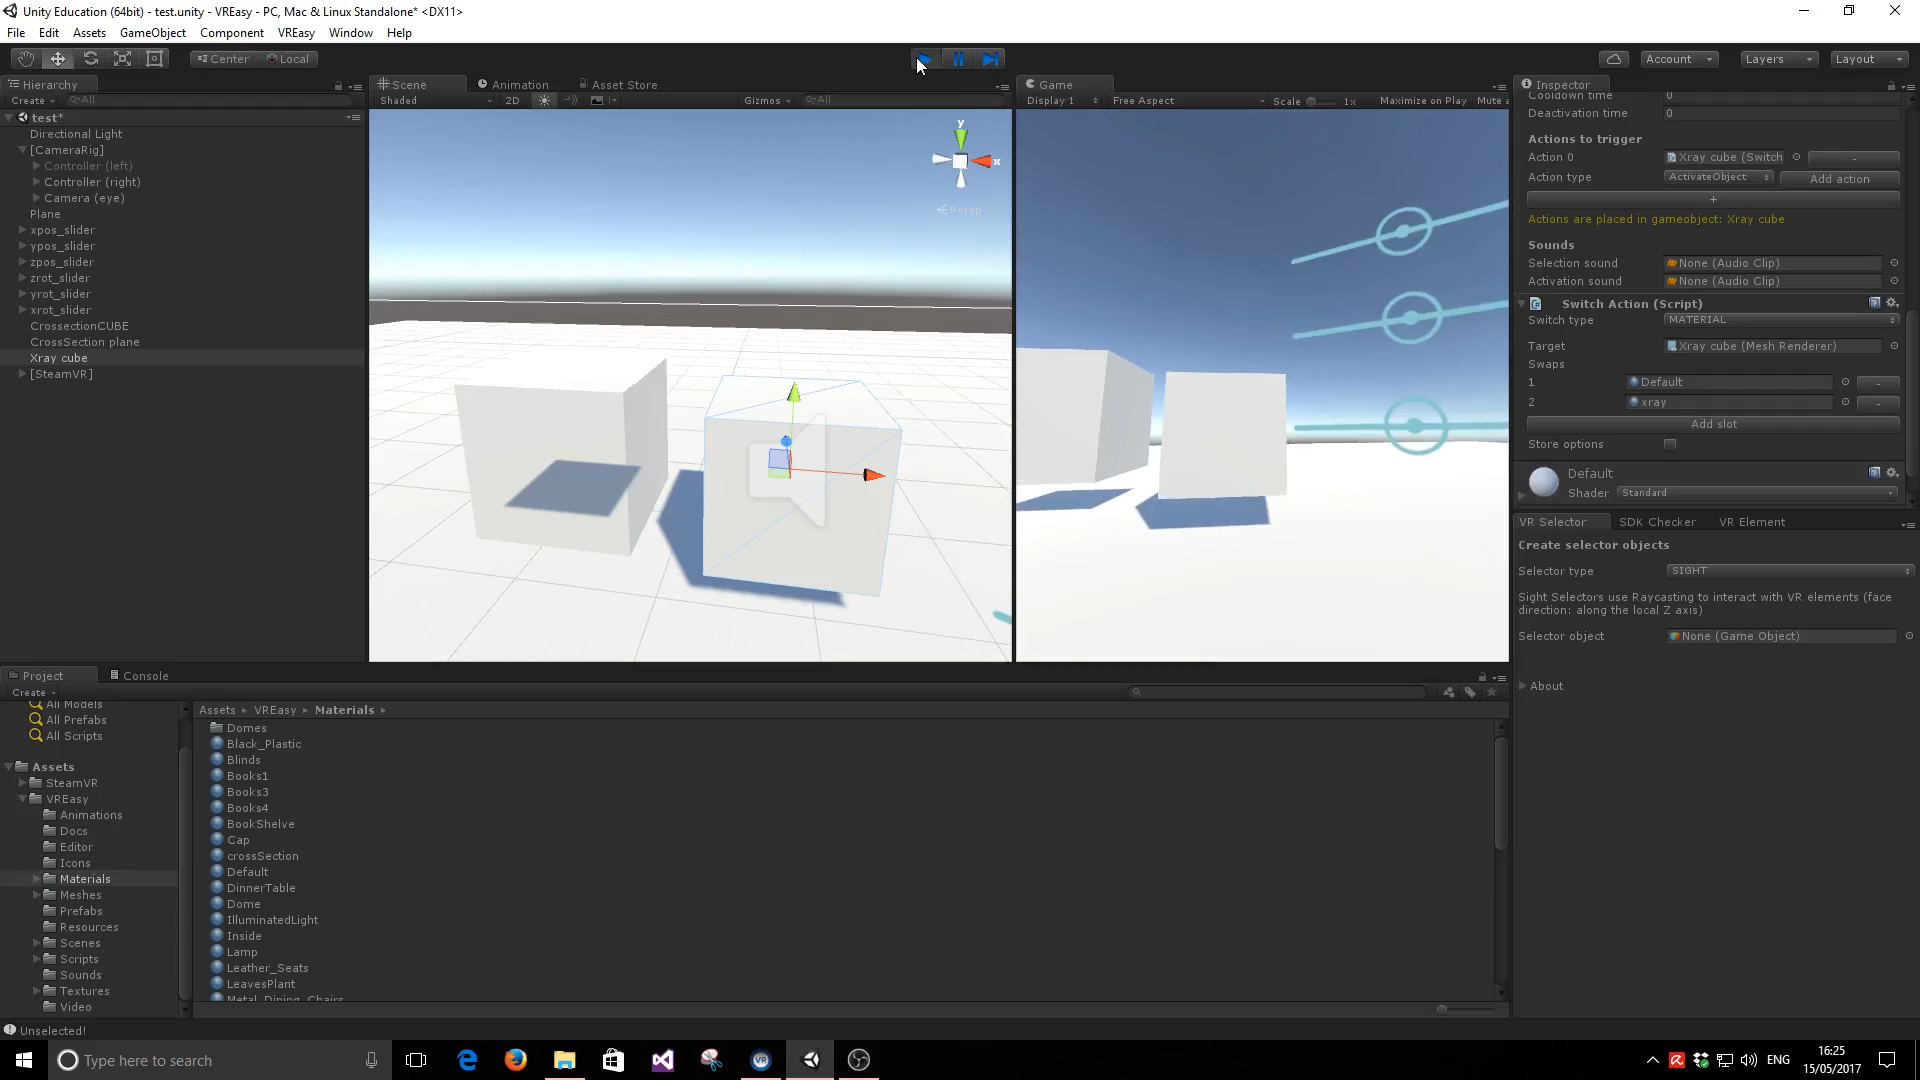 Unity Education (64bit) - test.unity - VREasy - PC, Mac & Linux Standalone* <DX11>
File Edit Assets GameObject Component VREasy Window Help
Center Local
Account Layers Layout
Hierarchy
Create All
test*
Directional Light
[CameraRig]
Controller (left)
Controller (right)
Camera (eye)
Plane
xpos_slider
ypos_slider
zpos_slider
zrot_slider
yrot_slider
xrot_slider
CrossectionCUBE
CrossSection plane
Xray cube
[SteamVR]
Scene Animation Asset Store
Shaded 2D Gizmos All
y
x
Persp
Game
Display 1 Free Aspect Scale 1x Maximize on Play Mute a
Inspector
Cooldown time 0
Deactivation time 0
Actions to trigger
Action 0 Xray cube (Switch -
Action type ActivateObject Add action
+
Actions are placed in gameobject: Xray cube
Sounds
Selection sound None (Audio Clip)
Activation sound None (Audio Clip)
Switch Action (Script)
Switch type MATERIAL
Target Xray cube (Mesh Renderer)
Swaps
1 Default -
2 xray -
Add slot
Store options
Default
Shader Standard
VR Selector SDK Checker VR Element
Create selector objects
Selector type SIGHT
Sight Selectors use Raycasting to interact with VR elements (face
direction: along the local Z axis)
Selector object None (Game Object)
About
Project Console
Create
All Models
All Prefabs
All Scripts
Assets
SteamVR
VREasy
Animations
Docs
Editor
Icons
Materials
Meshes
Prefabs
Resources
Scenes
Scripts
Sounds
Textures
Video
Assets VREasy Materials
Domes
Black_Plastic
Blinds
Books1
Books3
Books4
BookShelve
Cap
crossSection
Default
DinnerTable
Dome
IlluminatedLight
Inside
Lamp
Leather_Seats
LeavesPlant
Metal_Dining_Chairs
Unselected!
Type here to search
VR
ENG
16:25
15/05/2017